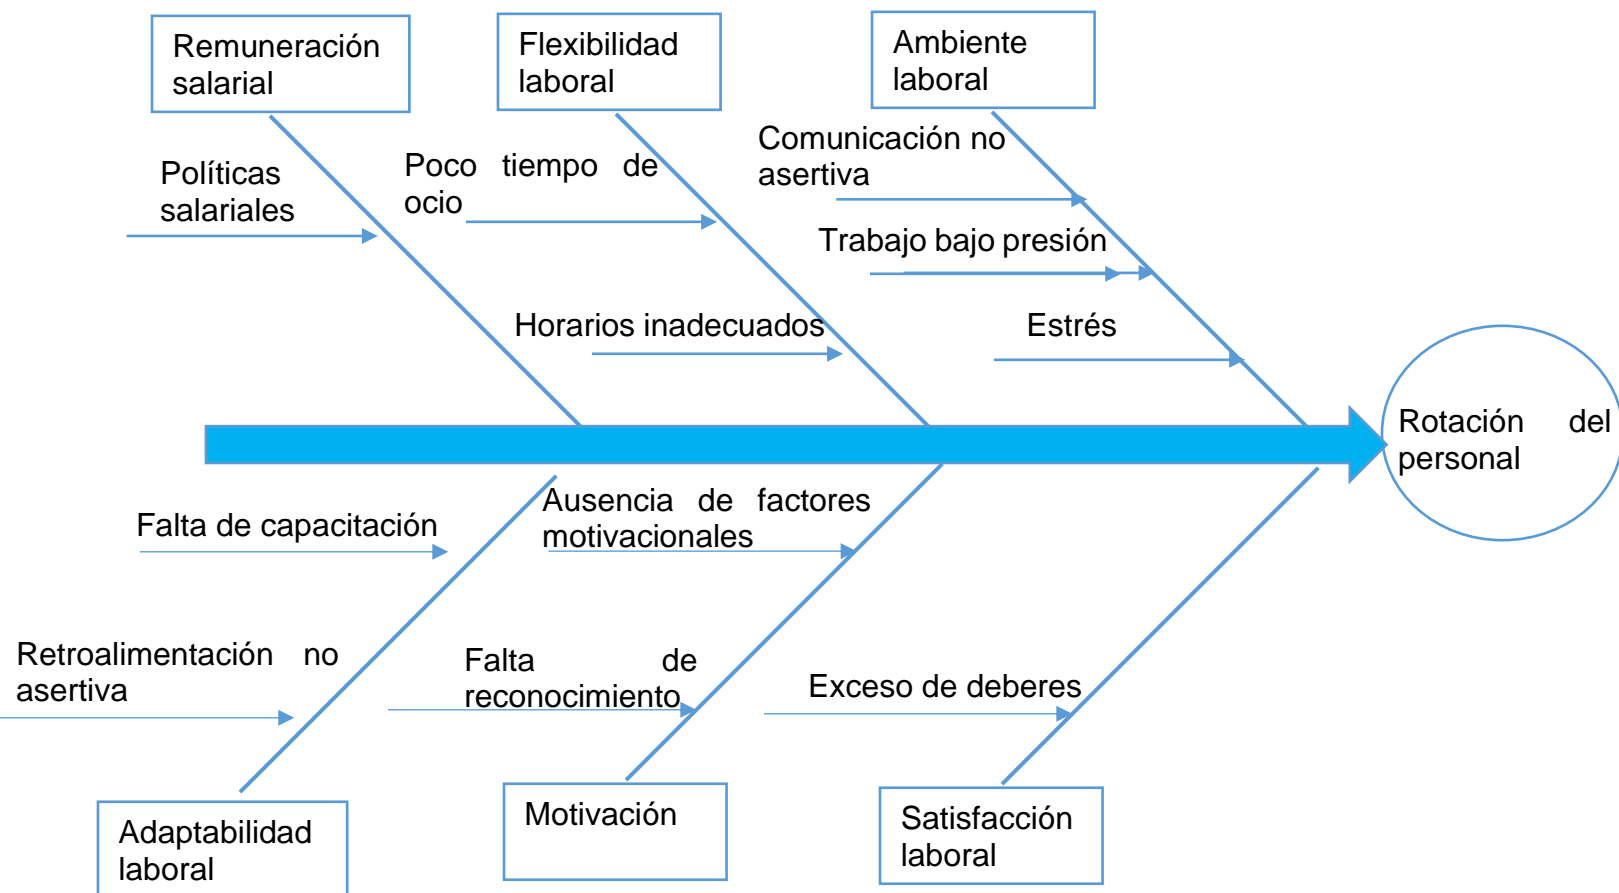 Remuneración
salarial
Flexibilidad
laboral
Ambiente
laboral
Políticas
salariales
Poco tiempo de
ocio
Comunicación no
asertiva
Trabajo bajo presión
Horarios inadecuados
Estrés
Rotación del
personal
Falta de capacitación
Ausencia de factores
motivacionales
Retroalimentación no
asertiva
Falta de
reconocimiento
Exceso de deberes
Adaptabilidad
laboral
Motivación
Satisfacción
laboral